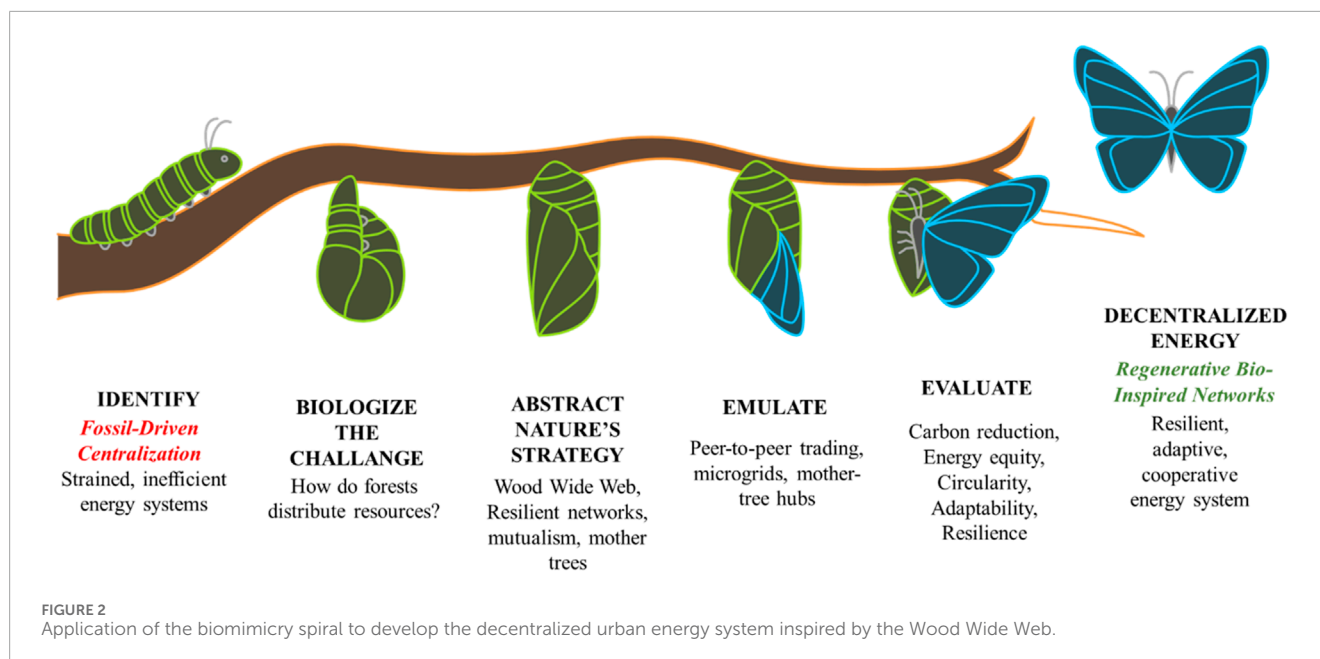 IDENTIFY
Fossil-Driven
Centralization
Strained, inefficient
energy systems
BIOLOGIZE
THE
CHALLANGE
How do forests
distribute resources?
ABSTRACT
NATURE'S
STRATEGY
Wood Wide Web,
Resilient networks,
mutualism, mother
trees
EMULATE
Peer-to-peer trading,
microgrids, mother-
tree hubs
EVALUATE
Carbon reduction,
Energy equity,
Circularity,
Adaptability,
Resilience
DECENTRALIZED
ENERGY
Regenerative Bio-
Inspired Networks
Resilient,
adaptive,
cooperative
energy system
FIGURE 2
Application of the biomimicry spiral to develop the decentralized urban energy system inspired by the Wood Wide Web.